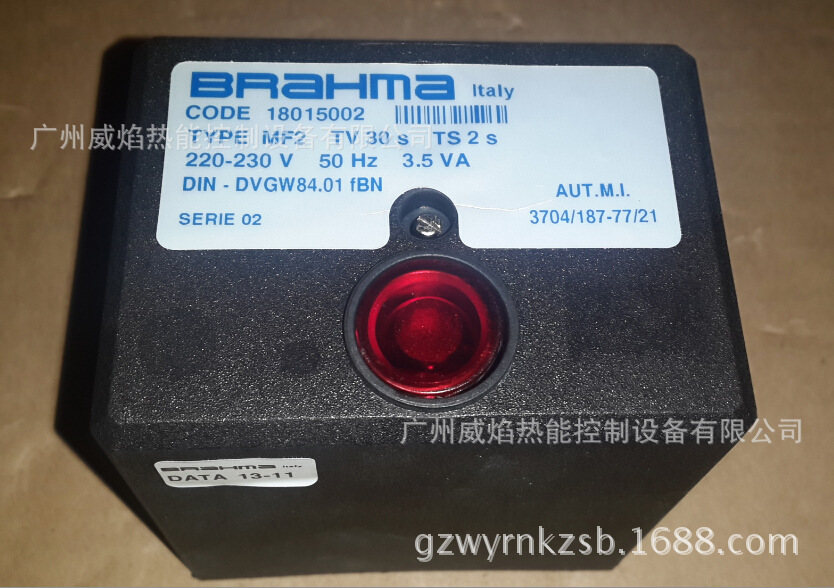 BRAHMA Italy
CODE 18015002
广州威焰热能控制设备有限公司
TYPE MF2 TV 30 s TS 2 s
220-230 V 50 Hz 3.5 VA
DIN - DVGW84.01 fBN
AUT.M.I.
SERIE 02
3704/187-77/21
广州威焰热能控制设备有限公司
BRAHMA Italy
DATA 13-11
gzwyrnkzsb.1688.com